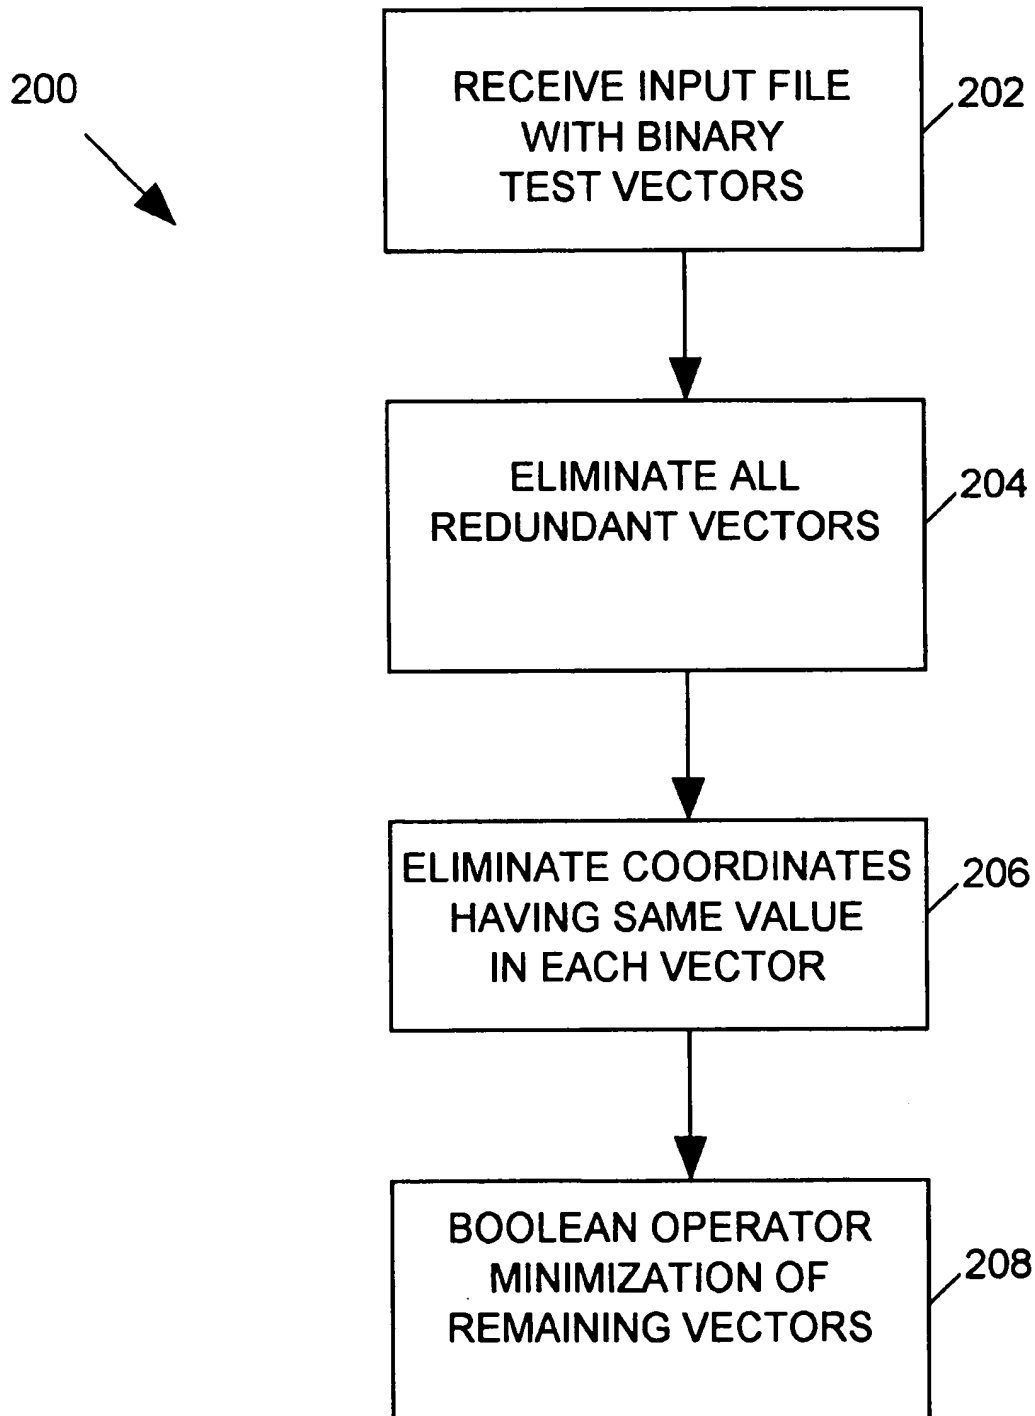 200
RECEIVE INPUT FILE
WITH BINARY
TEST VECTORS
202
ELIMINATE ALL
REDUNDANT VECTORS
204
ELIMINATE COORDINATES
HAVING SAME VALUE
IN EACH VECTOR
206
BOOLEAN OPERATOR
MINIMIZATION OF
REMAINING VECTORS
208